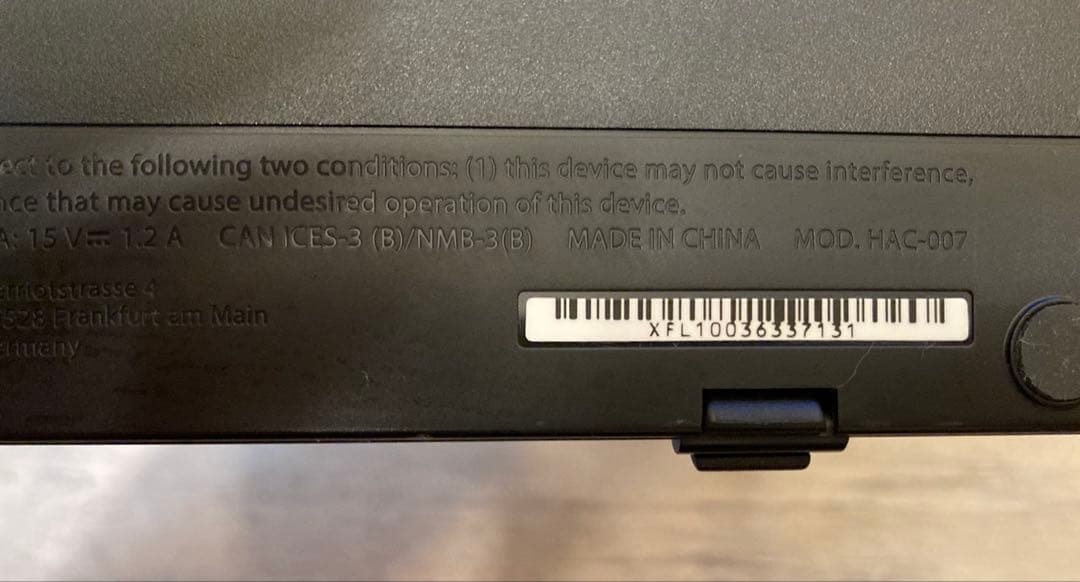 to the following two conditions: (1) this device may not cause interference,
that may cause undesired operation of this device.
A: 15 V⎓ 1.2 A CAN ICES-3 (B)/NMB-3(B) MADE IN CHINA MOD. HAC-007
4
Frankfurt am Main
XFL10036337131